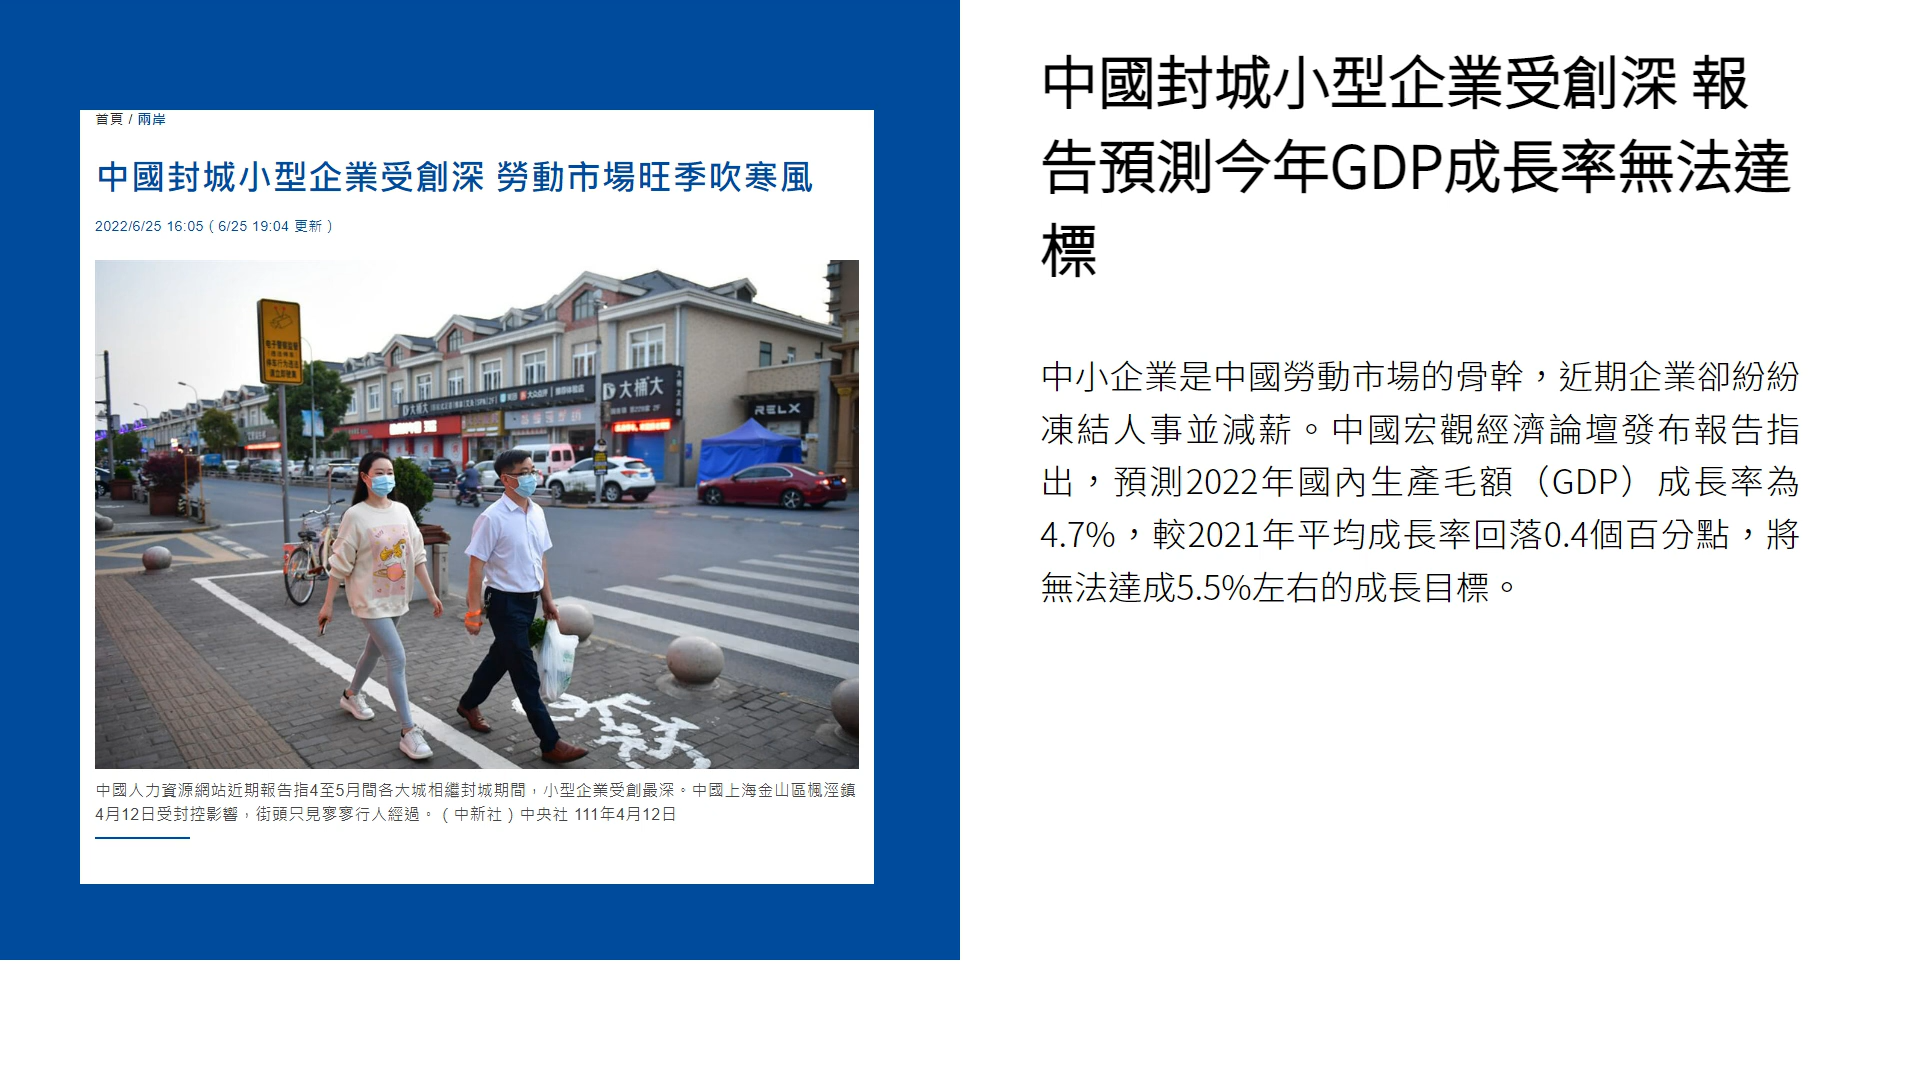 首頁 / 兩岸
中國封城小型企業受創深 勞動市場旺季吹寒風
2022/6/25 16:05 ( 6/25 19:04 更新 )
大桶大
大桶大
RELX
中國人力資源網站近期報告指4至5月間各大城相繼封城期間，小型企業受創最深。中國上海金山區楓涇鎮
4月12日受封控影響，街頭只見寥寥行人經過。( 中新社 ) 中央社 111年4月12日
中國封城小型企業受創深 報
告預測今年GDP成長率無法達
標
中小企業是中國勞動市場的骨幹，近期企業卻紛紛
凍結人事並減薪。中國宏觀經濟論壇發布報告指
出，預測2022年國內生產毛額（GDP）成長率為
4.7%，較2021年平均成長率回落0.4個百分點，將
無法達成5.5%左右的成長目標。